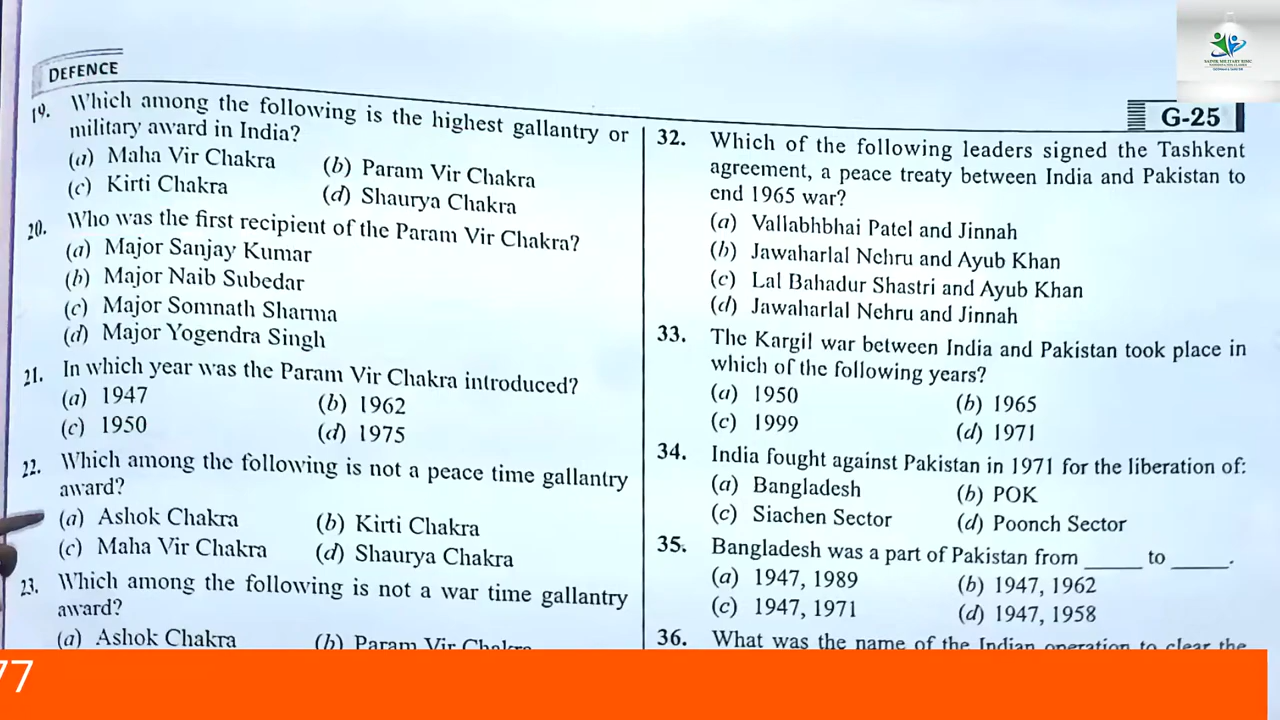 DEFENCE
19. Which among the following is the highest gallantry or
military award in India?
(a) Maha Vir Chakra (b) Param Vir Chakra
(c) Kirti Chakra (d) Shaurya Chakra
20. Who was the first recipient of the Param Vir Chakra?
(a) Major Sanjay Kumar
(b) Major Naib Subedar
(c) Major Somnath Sharma
(d) Major Yogendra Singh
21. In which year was the Param Vir Chakra introduced?
(a) 1947 (b) 1962
(c) 1950 (d) 1975
22. Which among the following is not a peace time gallantry
award?
(a) Ashok Chakra (b) Kirti Chakra
(c) Maha Vir Chakra (d) Shaurya Chakra
23. Which among the following is not a war time gallantry
award?
(a) Ashok Chakra (b) Param Vir Chakra
G-25
32. Which of the following leaders signed the Tashkent
agreement, a peace treaty between India and Pakistan to
end 1965 war?
(a) Vallabhbhai Patel and Jinnah
(b) Jawaharlal Nehru and Ayub Khan
(c) Lal Bahadur Shastri and Ayub Khan
(d) Jawaharlal Nehru and Jinnah
33. The Kargil war between India and Pakistan took place in
which of the following years?
(a) 1950 (b) 1965
(c) 1999 (d) 1971
34. India fought against Pakistan in 1971 for the liberation of:
(a) Bangladesh (b) POK
(c) Siachen Sector (d) Poonch Sector
35. Bangladesh was a part of Pakistan from _____ to _____.
(a) 1947, 1989 (b) 1947, 1962
(c) 1947, 1971 (d) 1947, 1958
36. What was the name of the Indian operation to clear the
77